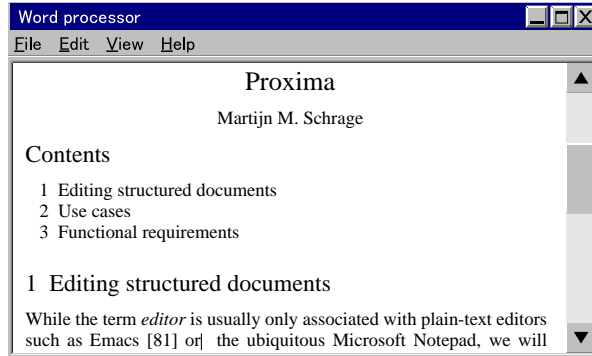 Word processor
File Edit View Help
Proxima
Martijn M. Schrage
Contents
1 Editing structured documents
2 Use cases
3 Functional requirements
1 Editing structured documents
While the term editor is usually only associated with plain-text editors
such as Emacs [81] or the ubiquitous Microsoft Notepad, we will